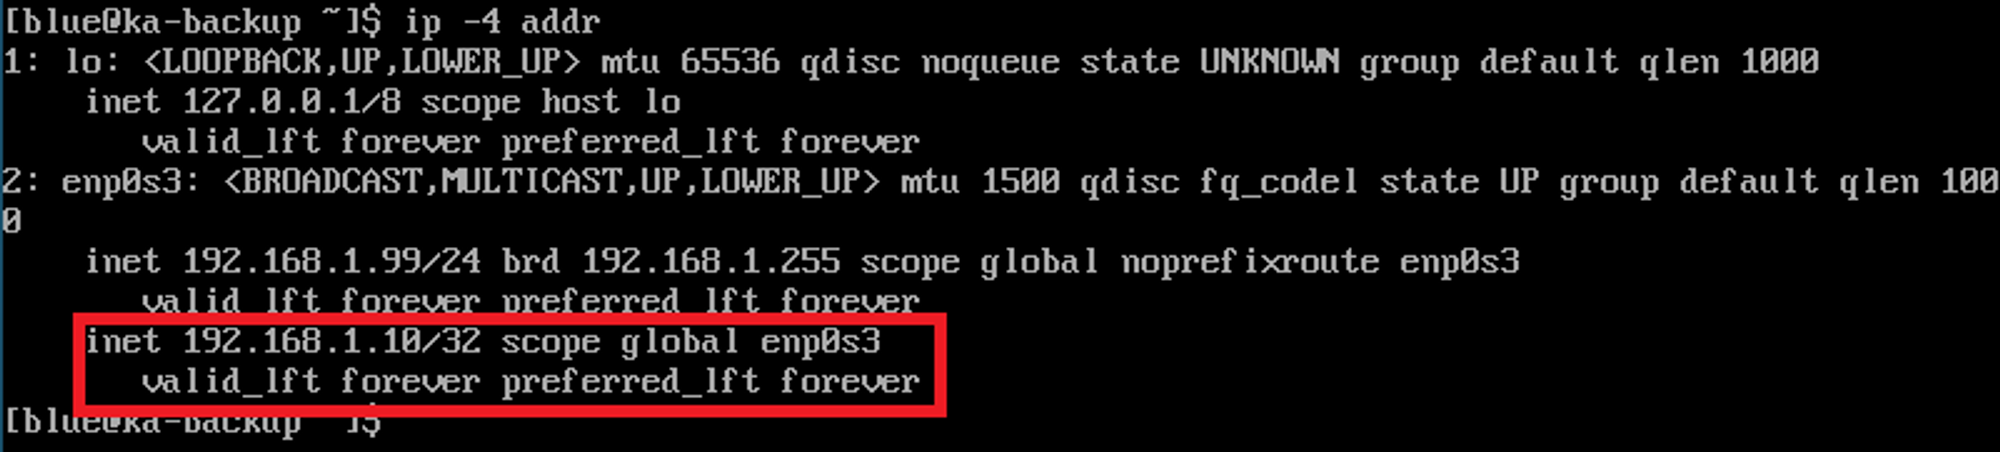 [blue@ka-backup ~]$ ip -4 addr
1: lo: <LOOPBACK,UP,LOWER_UP> mtu 65536 qdisc noqueue state UNKNOWN group default qlen 1000
inet 127.0.0.1/8 scope host lo
valid_lft forever preferred_lft forever
2: enp0s3: <BROADCAST,MULTICAST,UP,LOWER_UP> mtu 1500 qdisc fq_codel state UP group default qlen 100
0
inet 192.168.1.99/24 brd 192.168.1.255 scope global noprefixroute enp0s3
valid_lft forever preferred_lft forever
inet 192.168.1.10/32 scope global enp0s3
valid_lft forever preferred_lft forever
[blue@ka-backup ]$